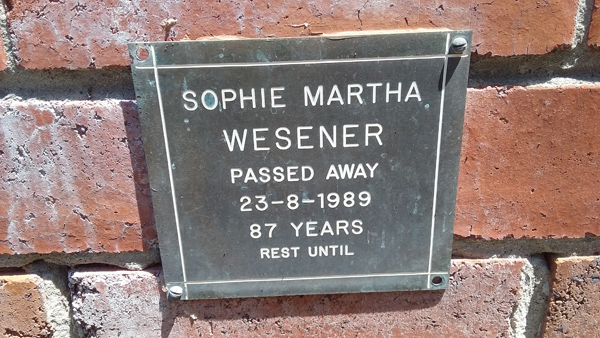 SOPHIE MARTHA
WESENER
PASSED AWAY
23-8-1989
87 YEARS
REST UNTIL